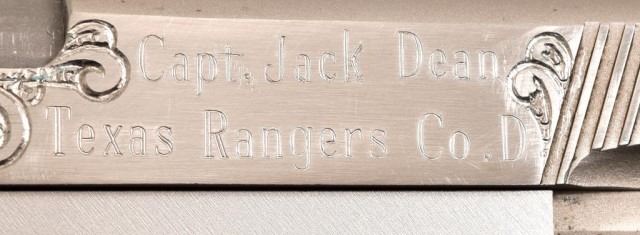 Capt. Jack Dean
Texas Rangers Co. D